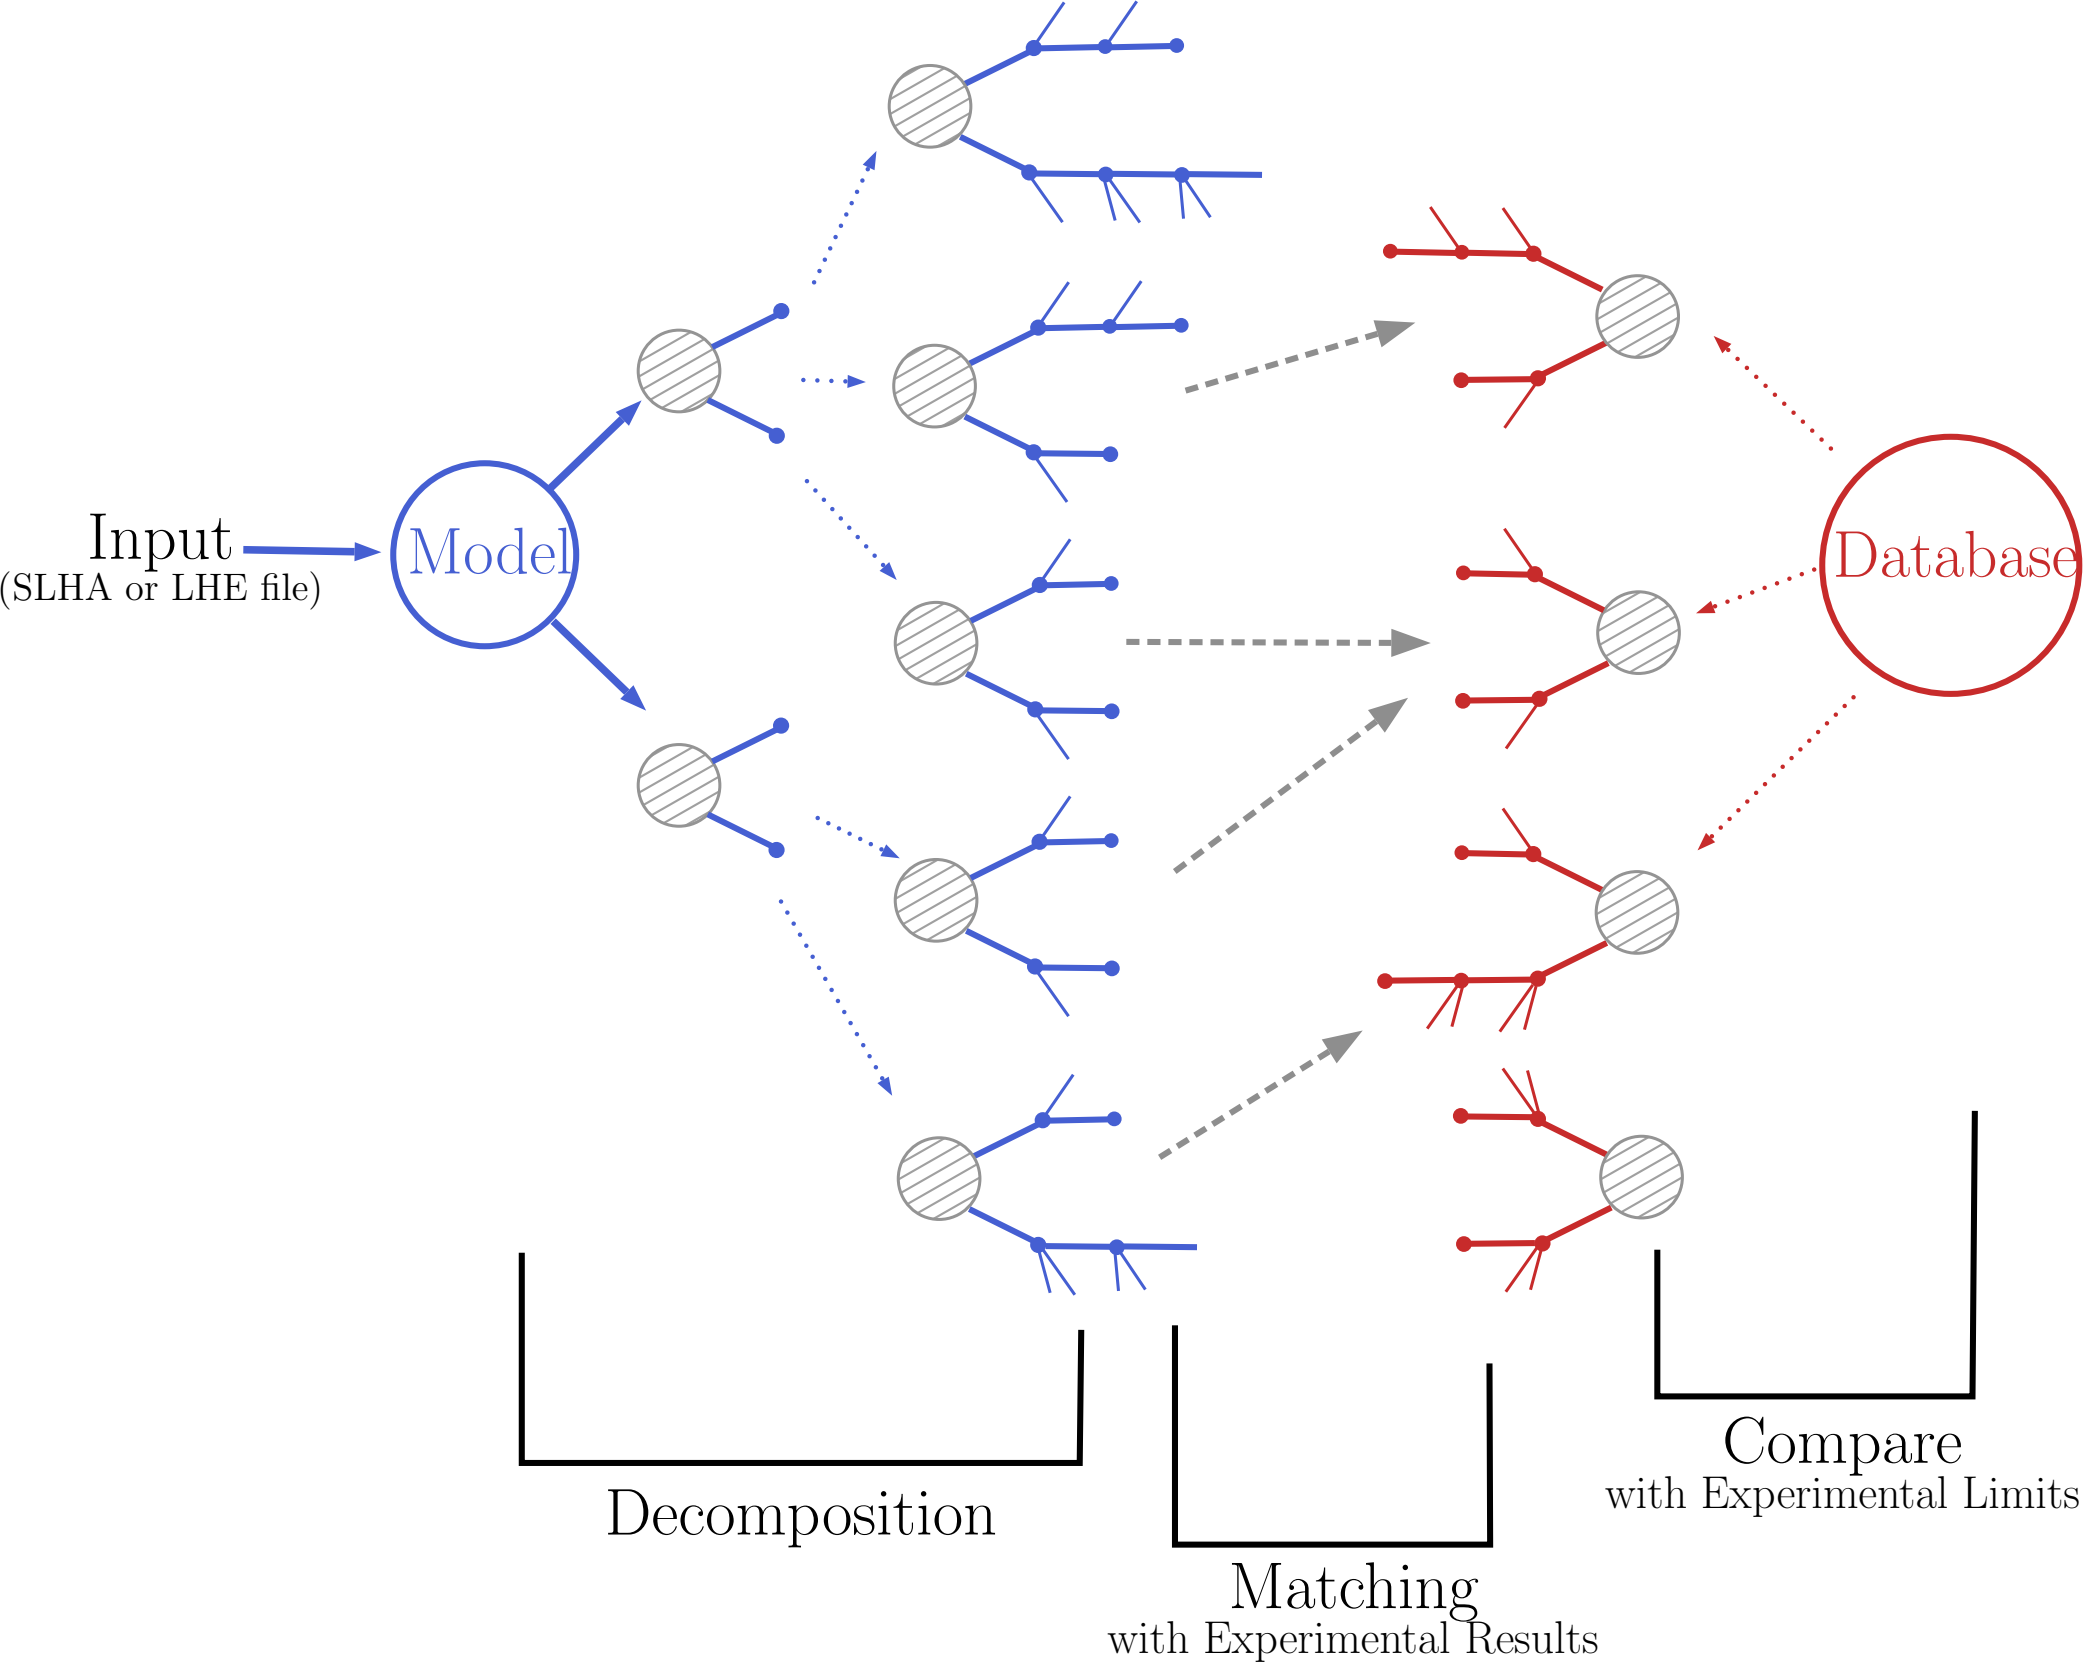 Input
(SLHA or LHE file)
Model
Database
Decomposition
Matching
with Experimental Results
Compare
with Experimental Limits